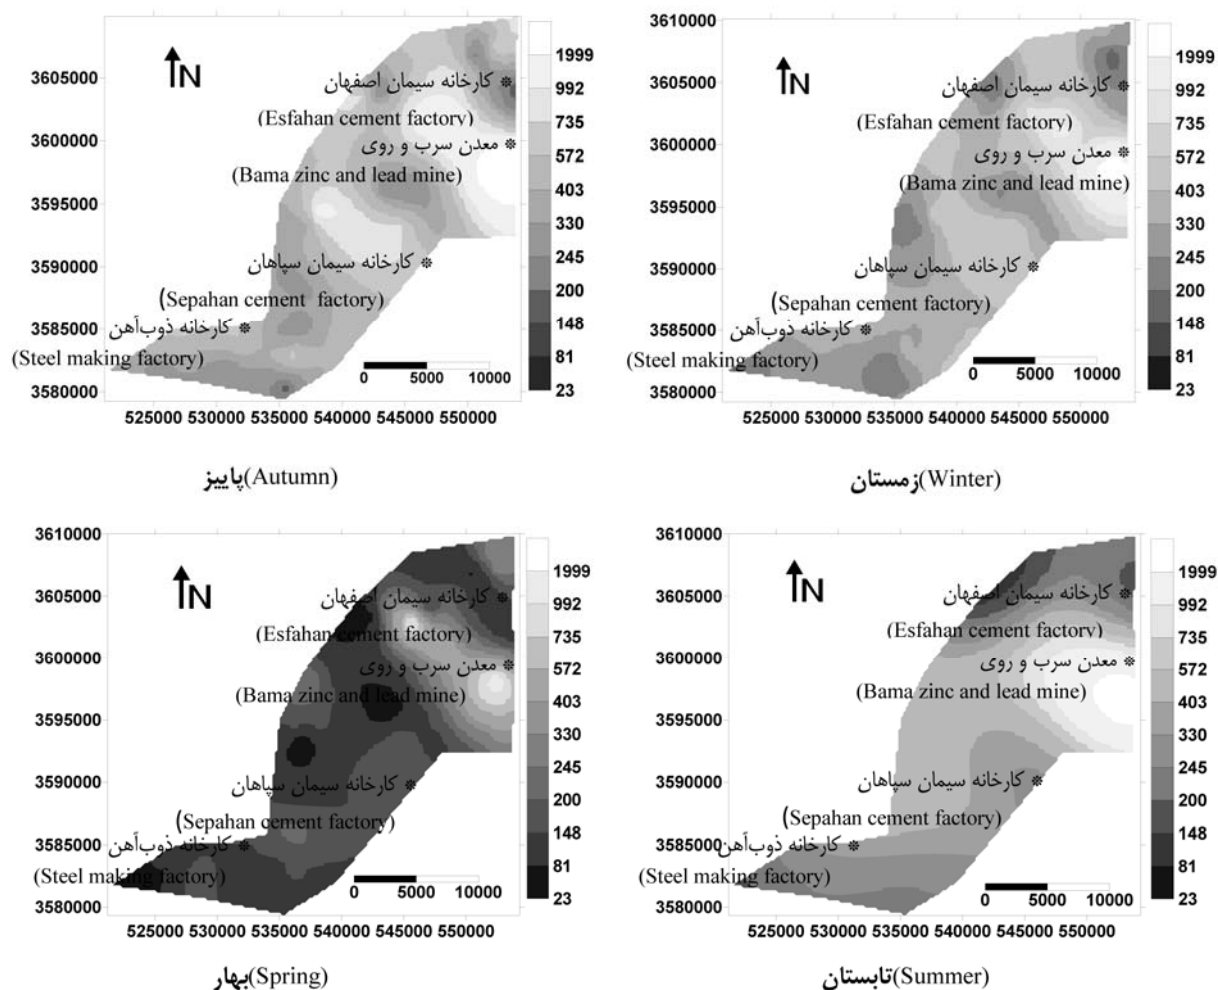 N
کارخانه سیمان اصفهان
(Esfahan cement factory)
معدن سرب و روی
(Bama zinc and lead mine)
کارخانه سیمان سپاهان
(Sepahan cement factory)
کارخانه ذوب‌آهن
(Steel making factory)
3605000
3600000
3595000
3590000
3585000
3580000
525000 530000 535000 540000 545000 550000
0 5000 10000
1999
992
735
572
403
330
245
200
148
81
23
پاییز(Autumn)
3610000
3605000
3600000
3595000
3590000
3585000
3580000
N
کارخانه سیمان اصفهان
(Esfahan cement factory)
معدن سرب و روی
(Bama zinc and lead mine)
کارخانه سیمان سپاهان
(Sepahan cement factory)
کارخانه ذوب‌آهن
(Steel making factory)
525000 530000 535000 540000 545000 550000
0 5000 10000
1999
992
735
572
403
330
245
200
148
81
23
زمستان(Winter)
3610000
3605000
3600000
3595000
3590000
3585000
3580000
N
کارخانه سیمان اصفهان
(Esfahan cement factory)
معدن سرب و روی
(Bama zinc and lead mine)
کارخانه سیمان سپاهان
(Sepahan cement factory)
کارخانه ذوب‌آهن
(Steel making factory)
525000 530000 535000 540000 545000 550000
0 5000 10000
1999
992
735
572
403
330
245
200
148
81
23
بهار(Spring)
3610000
3605000
3600000
3595000
3590000
3585000
3580000
N
کارخانه سیمان اصفهان
(Esfahan cement factory)
معدن سرب و روی
(Bama zinc and lead mine)
کارخانه سیمان سپاهان
(Sepahan cement factory)
کارخانه ذوب‌آهن
(Steel making factory)
525000 530000 535000 540000 545000 550000
0 5000 10000
1999
992
735
572
403
330
245
200
148
81
23
تابستان(Summer)